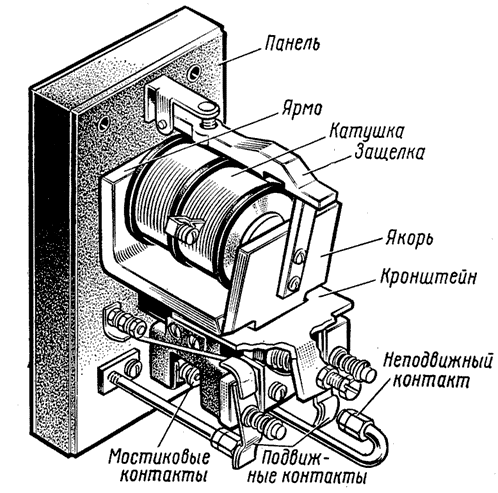 Панель
Ярмо
Катушка
Защелка
Якорь
Кронштейн
Неподвижный
контакт
Мостиковые
контакты
Подвиж-
ные контакты